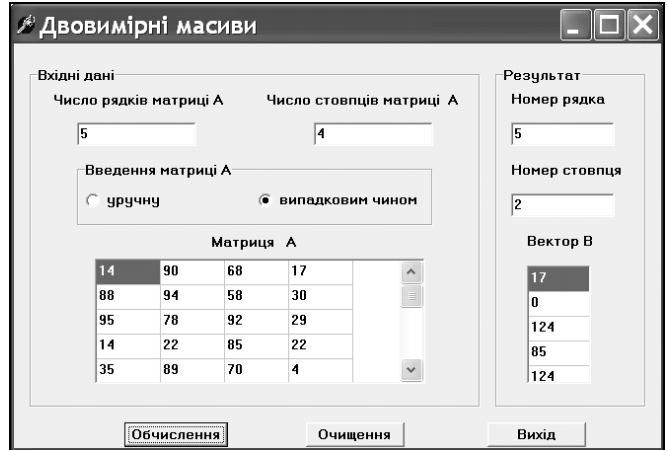 Двовимірні масиви
Вхідні дані
Число рядків матриці А
Число стовпців матриці А
5
4
Введення матриці А
уручну
випадковим чином
Матриця А
14 90 68 17
88 94 58 30
95 78 92 29
14 22 85 22
35 89 70 4
Результат
Номер рядка
5
Номер стовпця
2
Вектор В
17
0
124
85
124
Обчислення
Очищення
Вихід